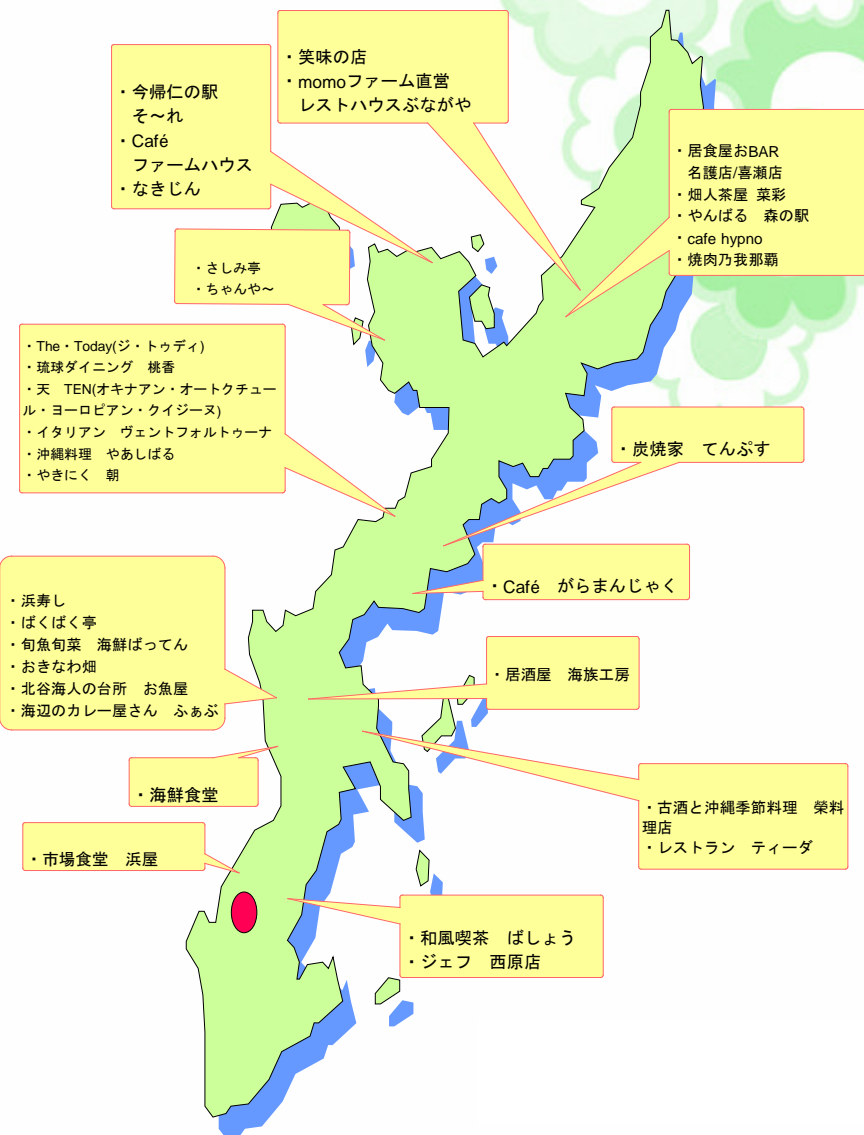 ・笑味の店
・momoファーム直営
レストハウスぶながや
・今帰仁の駅
そ～れ
・Café
ファームハウス
・なきじん
・居食屋おBAR
名護店/喜瀬店
・畑人茶屋 菜彩
・やんばる　森の駅
・cafe hypno
・焼肉乃我那覇
・さしみ亭
・ちゃんや～
・The・Today(ジ・トゥディ)
・琉球ダイニング　桃香
・天　TEN(オキナアン・オートクチュー
ル・ヨーロピアン・クイジーヌ)
・イタリアン　ヴェントフォルトゥーナ
・沖縄料理　やあしぱる
・やきにく　朝
・炭焼家　てんぷす
・Café　がらまんじゃく
・浜寿し
・ぱくぱく亭
・旬魚旬菜　海鮮ばってん
・おきなわ畑
・北谷海人の台所　お魚屋
・海辺のカレー屋さん　ふぁぶ
・居酒屋　海族工房
・海鮮食堂
・古酒と沖縄季節料理　榮料
理店
・レストラン　ティーダ
・市場食堂　浜屋
・和風喫茶　ばしょう
・ジェフ　西原店